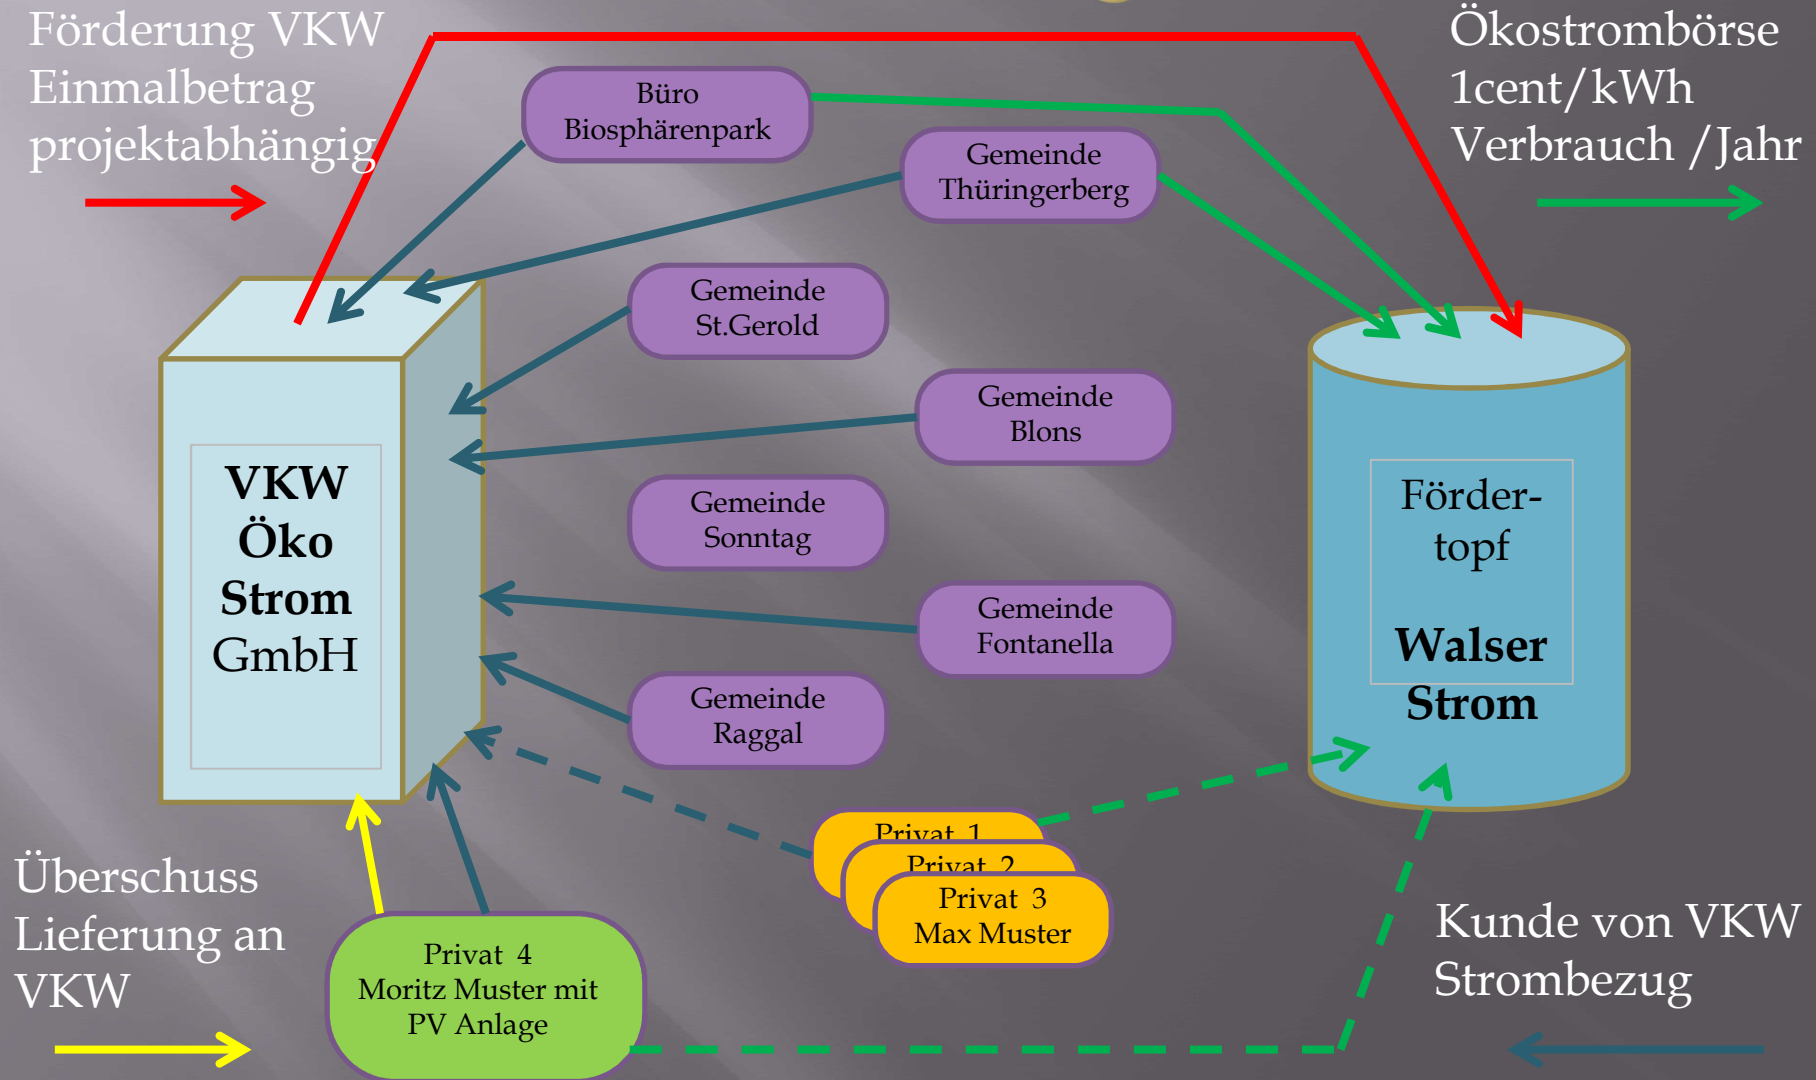 Förderung VKW
Einmalbetrag
projektabhängig
Ökostrombörse
1cent/kWh
Verbrauch /Jahr
Büro
Biosphärenpark
Gemeinde
Thüringerberg
Gemeinde
St.Gerold
Gemeinde
Blons
Gemeinde
Sonntag
Gemeinde
Fontanella
Gemeinde
Raggal
VKW
Öko
Strom
GmbH
Förder-
topf
Walser
Strom
Privat 1
Privat 2
Privat 3
Max Muster
Überschuss
Lieferung an
VKW
Privat 4
Moritz Muster mit
PV Anlage
Kunde von VKW
Strombezug